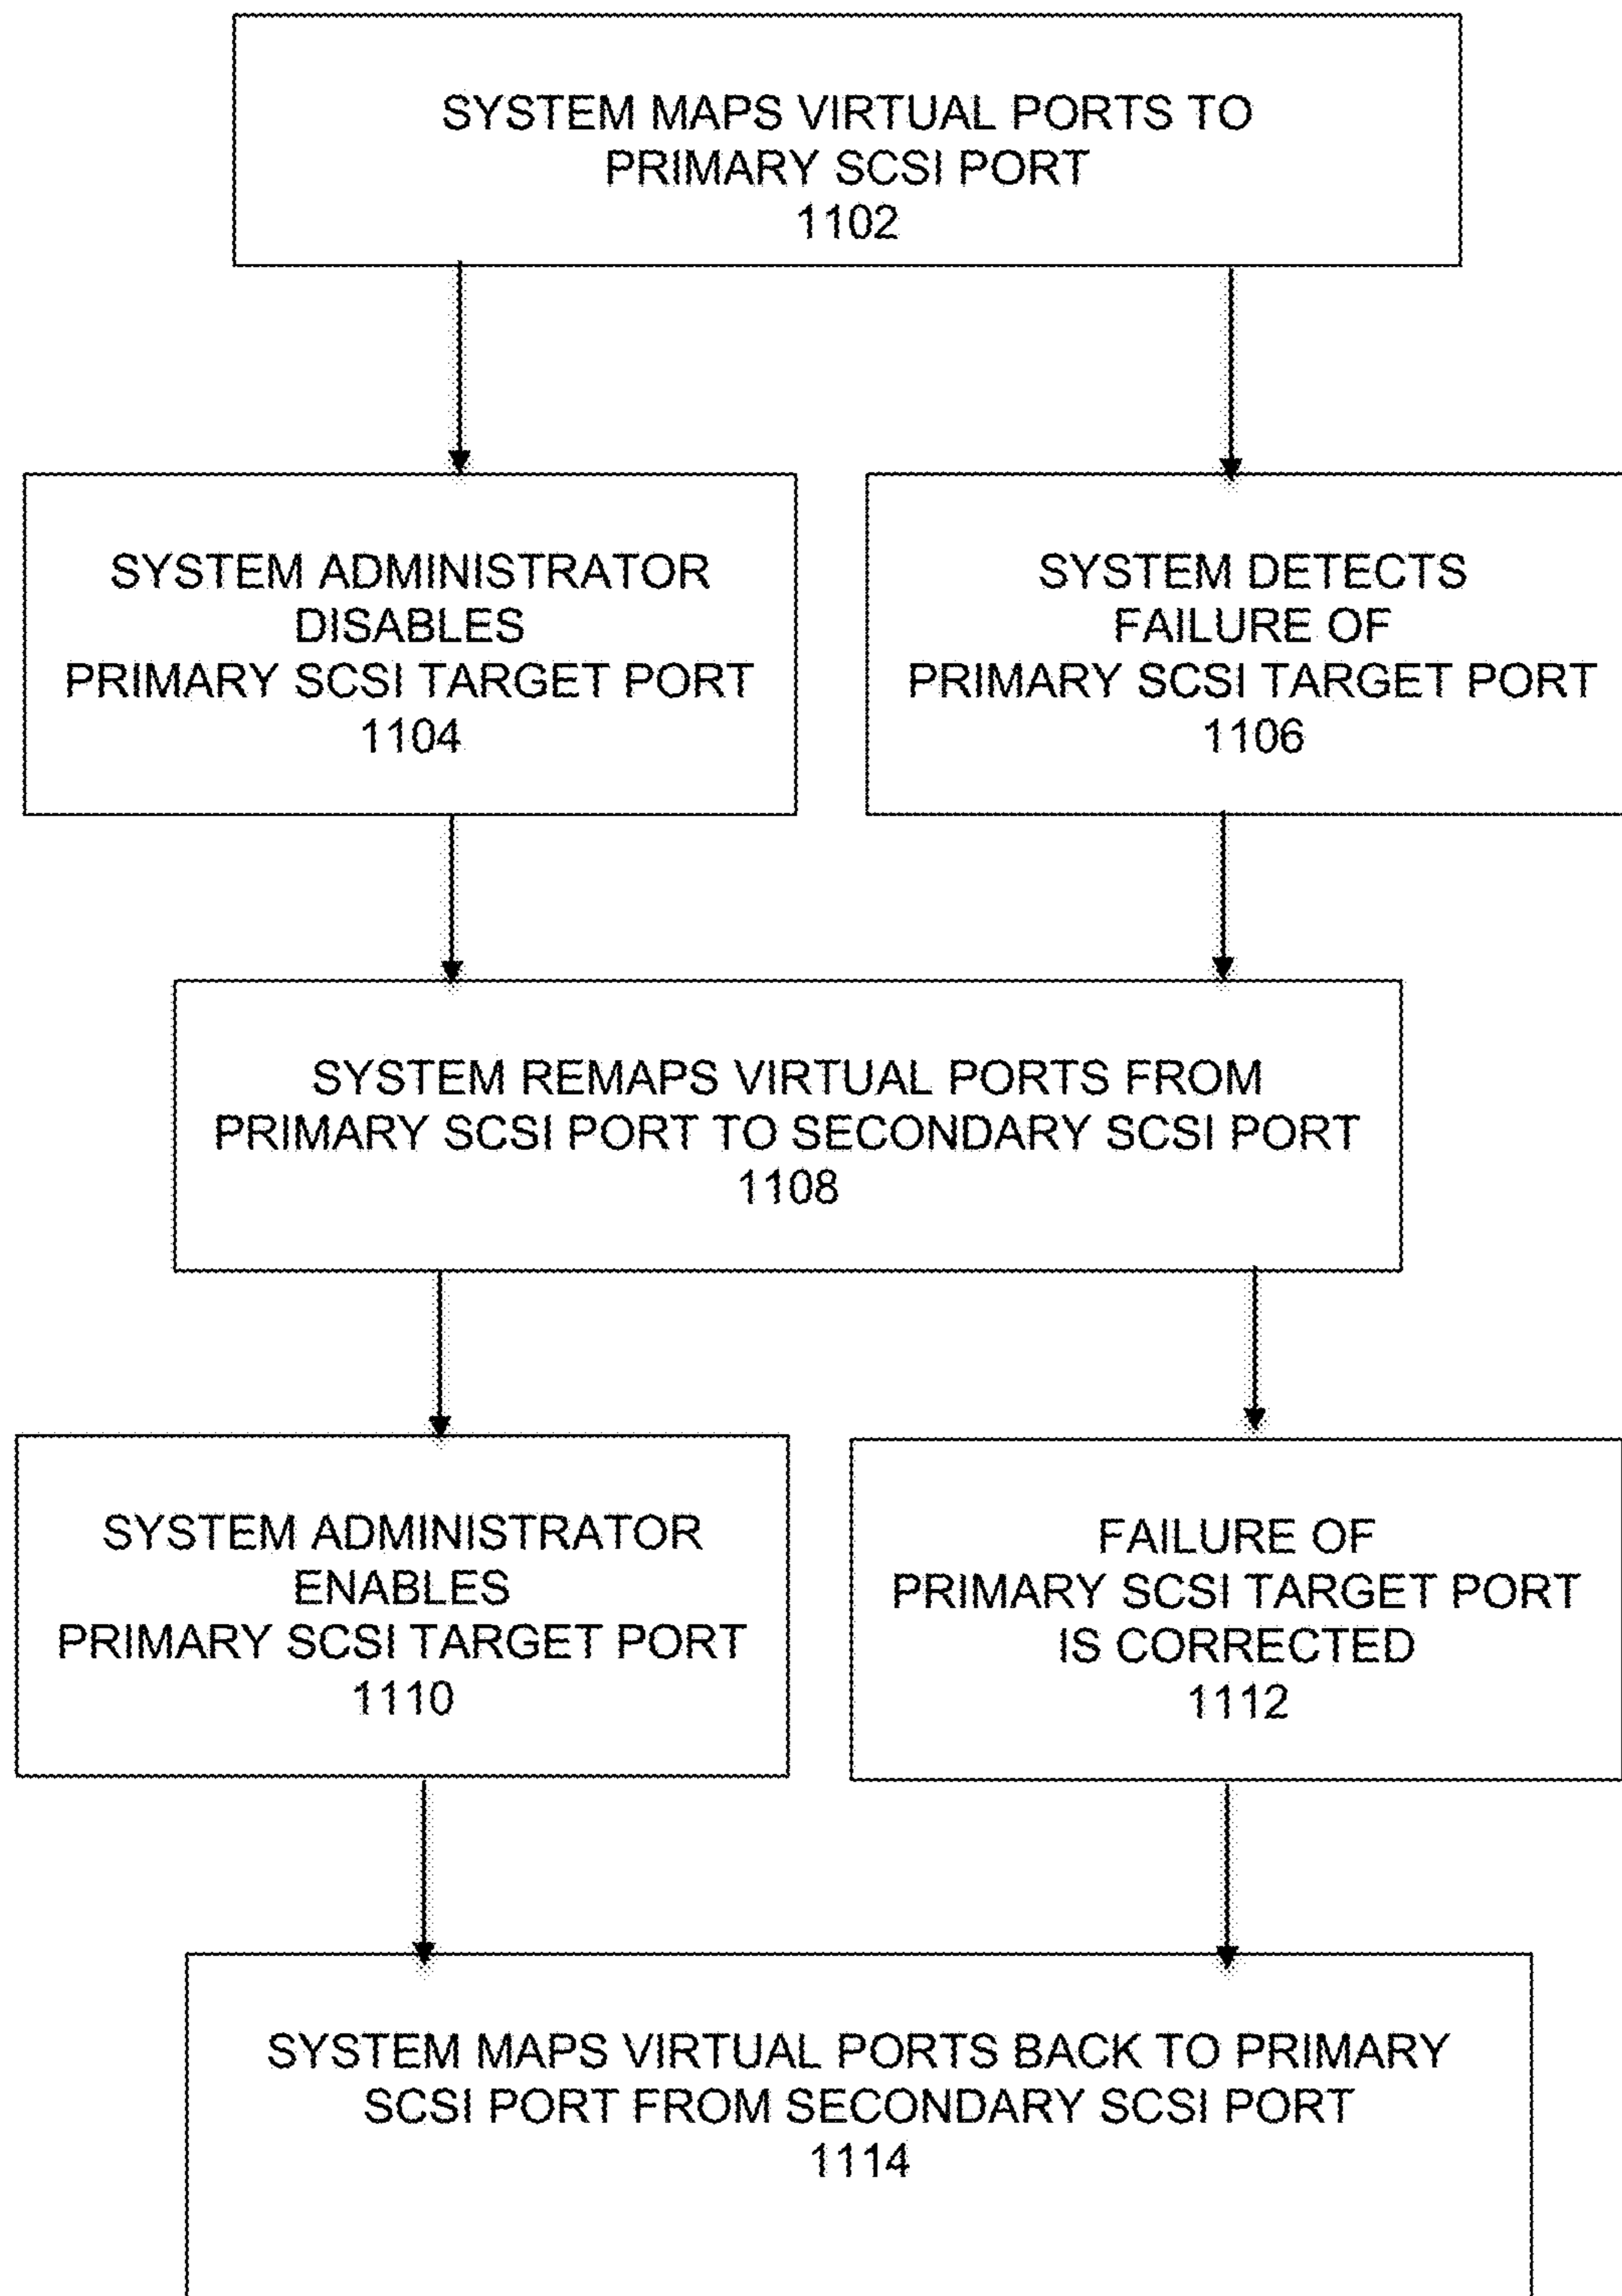 SYSTEM MAPS VIRTUAL PORTS TO
PRIMARY SCSI PORT
1102
SYSTEM ADMINISTRATOR
DISABLES
PRIMARY SCSI TARGET PORT
1104
SYSTEM DETECTS
FAILURE OF
PRIMARY SCSI TARGET PORT
1106
SYSTEM REMAPS VIRTUAL PORTS FROM
PRIMARY SCSI PORT TO SECONDARY SCSI PORT
1108
SYSTEM ADMINISTRATOR
ENABLES
PRIMARY SCSI TARGET PORT
1110
FAILURE OF
PRIMARY SCSI TARGET PORT
IS CORRECTED
1112
SYSTEM MAPS VIRTUAL PORTS BACK TO PRIMARY
SCSI PORT FROM SECONDARY SCSI PORT
1114